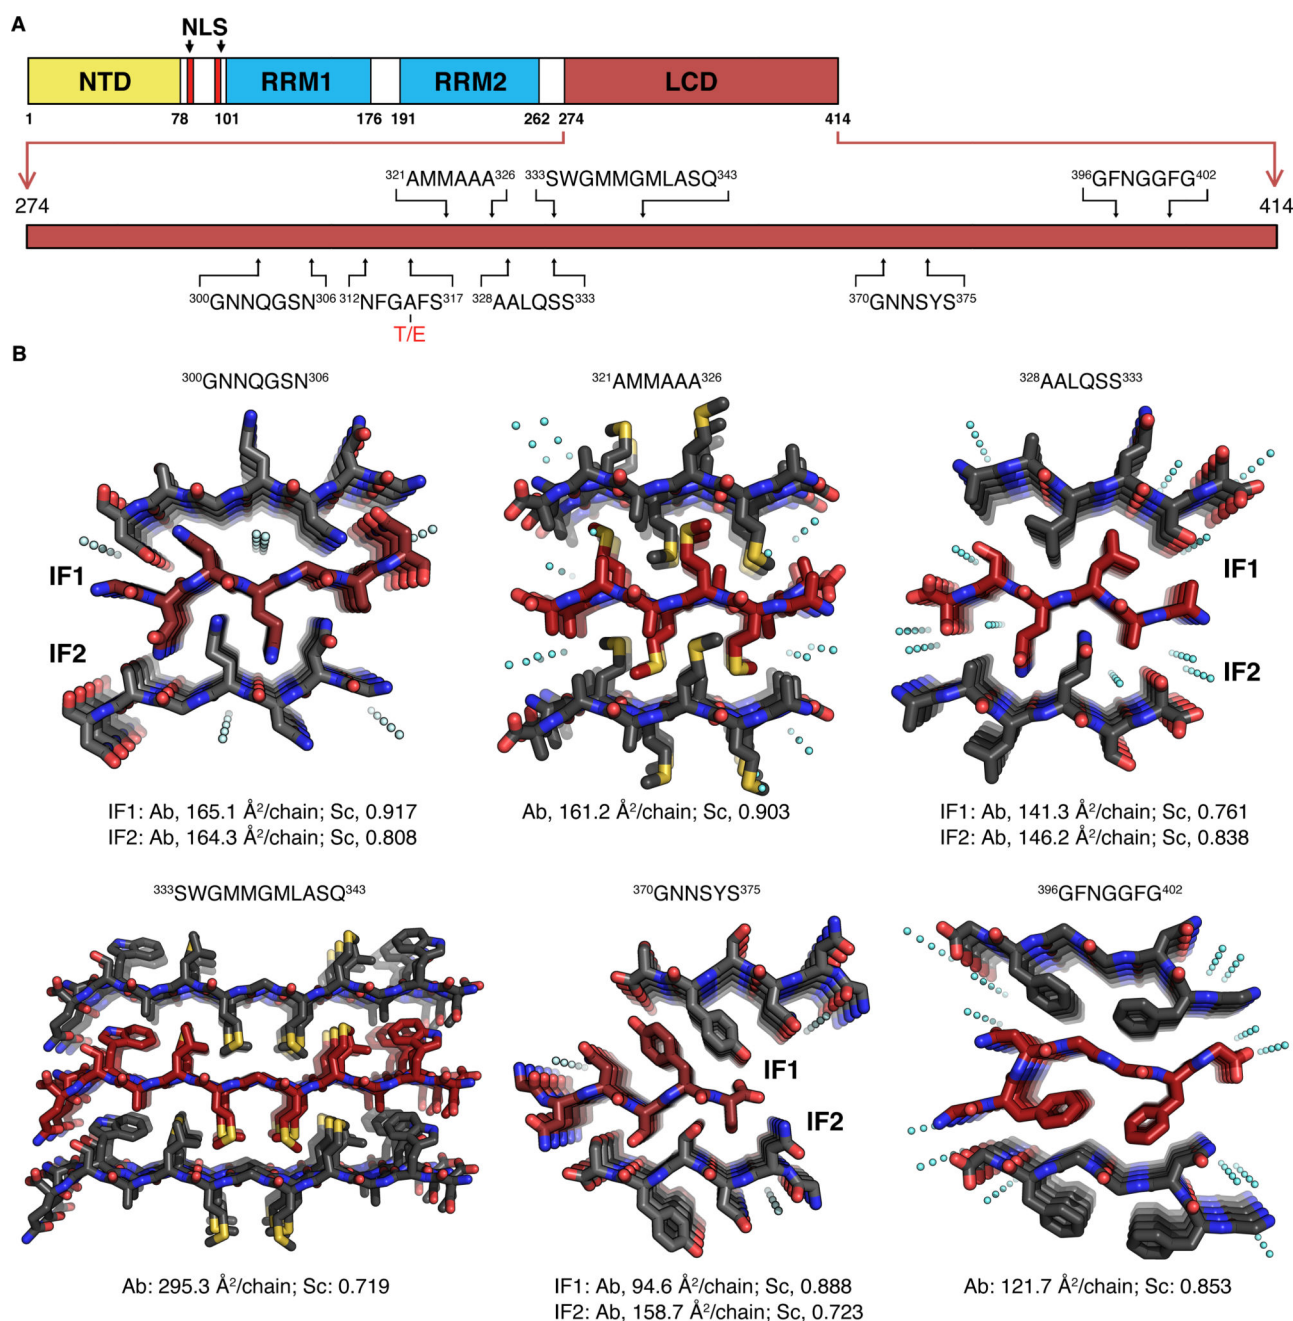 A
NLS
NTD RRM1 RRM2 LCD
1 78 101 176 191 262 274 414
³²¹AMMAAA³²⁶ ³³³SWGMMGMLASQ³⁴³ ³⁹⁶GFNGGFG⁴⁰²
274 414
³⁰⁰GNNQGSN³⁰⁶ ³¹²NFGAFS³¹⁷ ³²⁸AALQSS³³³ ³⁷⁰GNNSYS³⁷⁵
T/E
B
³⁰⁰GNNQGSN³⁰⁶ ³²¹AMMAAA³²⁶ ³²⁸AALQSS³³³
IF1 IF1
IF2 IF2
IF1: Ab, 165.1 Å²/chain; Sc, 0.917 Ab, 161.2 Å²/chain; Sc, 0.903 IF1: Ab, 141.3 Å²/chain; Sc, 0.761
IF2: Ab, 164.3 Å²/chain; Sc, 0.808 IF2: Ab, 146.2 Å²/chain; Sc, 0.838
³³³SWGMMGMLASQ³⁴³ ³⁷⁰GNNSYS³⁷⁵ ³⁹⁶GFNGGFG⁴⁰²
IF1
IF2
Ab: 295.3 Å²/chain; Sc: 0.719 IF1: Ab, 94.6 Å²/chain; Sc, 0.888 Ab: 121.7 Å²/chain; Sc: 0.853
IF2: Ab, 158.7 Å²/chain; Sc, 0.723